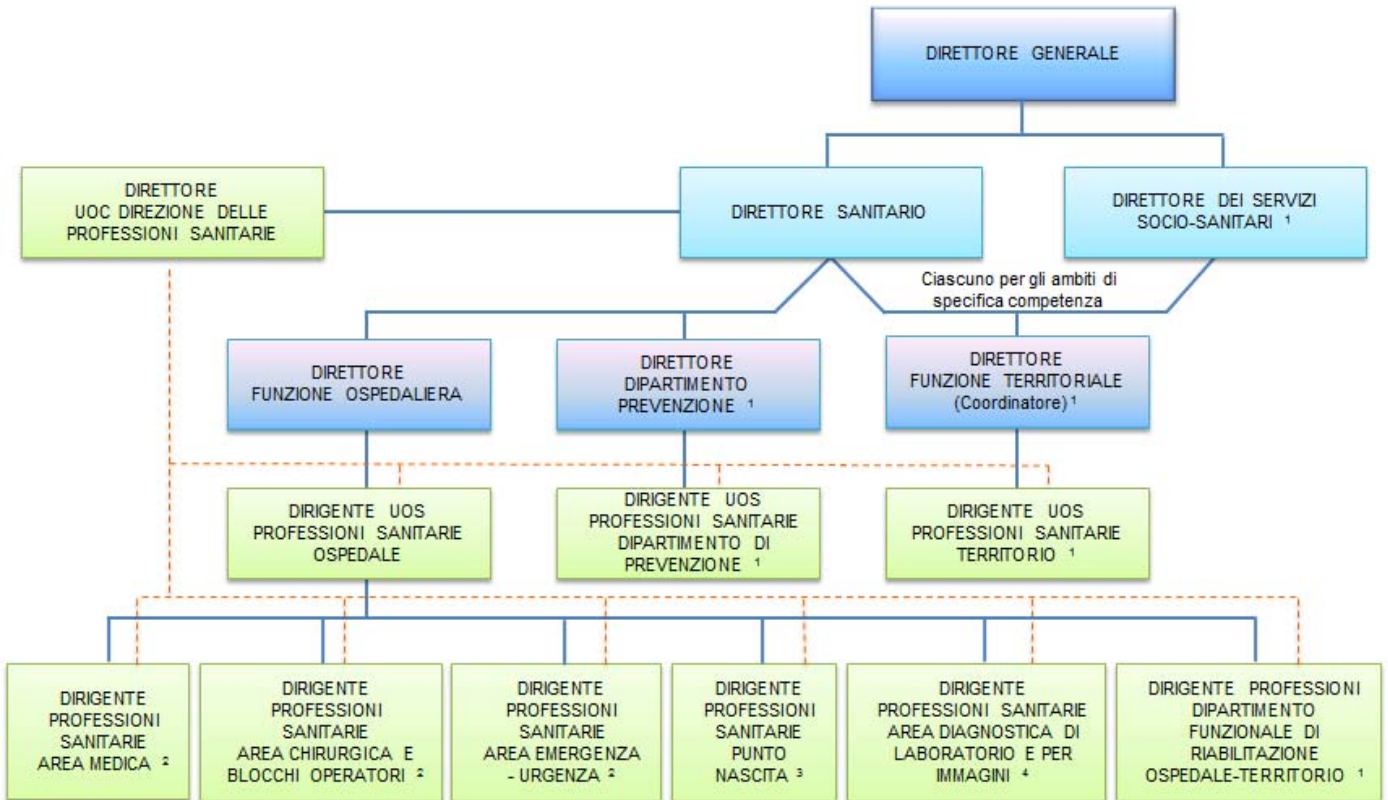 DIRETTORE GENERALE
DIRETTORE
UOC DIREZIONE DELLE
PROFESSIONI SANITARIE
DIRETTORE SANITARIO
DIRETTORE DEI SERVIZI
SOCIO-SANITARI ¹
Ciascuno per gli ambiti di
specifica competenza
DIRETTORE
FUNZIONE OSPEDALIERA
DIRETTORE
DIPARTIMENTO
PREVENZIONE ¹
DIRETTORE
FUNZIONE TERRITORIALE
(Coordinatore) ¹
DIRIGENTE UOS
PROFESSIONI SANITARIE
OSPEDALE
DIRIGENTE UOS
PROFESSIONI SANITARIE
DIPARTIMENTO DI
PREVENZIONE ¹
DIRIGENTE UOS
PROFESSIONI SANITARIE
TERRITORIO ¹
DIRIGENTE
PROFESSIONI
SANITARIE
AREA MEDICA ²
DIRIGENTE
PROFESSIONI
SANITARIE
AREA CHIRURGICA E
BLOCCHI OPERATORI ²
DIRIGENTE
PROFESSIONI
SANITARIE
AREA EMERGENZA
- URGENZA ²
DIRIGENTE
PROFESSIONI
SANITARIE
PUNTO
NASCITA ³
DIRIGENTE
PROFESSIONI SANITARIE
AREA DIAGNOSTICA DI
LABORATORIO E PER
IMMAGINI ⁴
DIRIGENTE PROFESSIONI
DIPARTIMENTO
FUNZIONALE DI
RIABILITAZIONE
OSPEDALE-TERRITORIO ¹